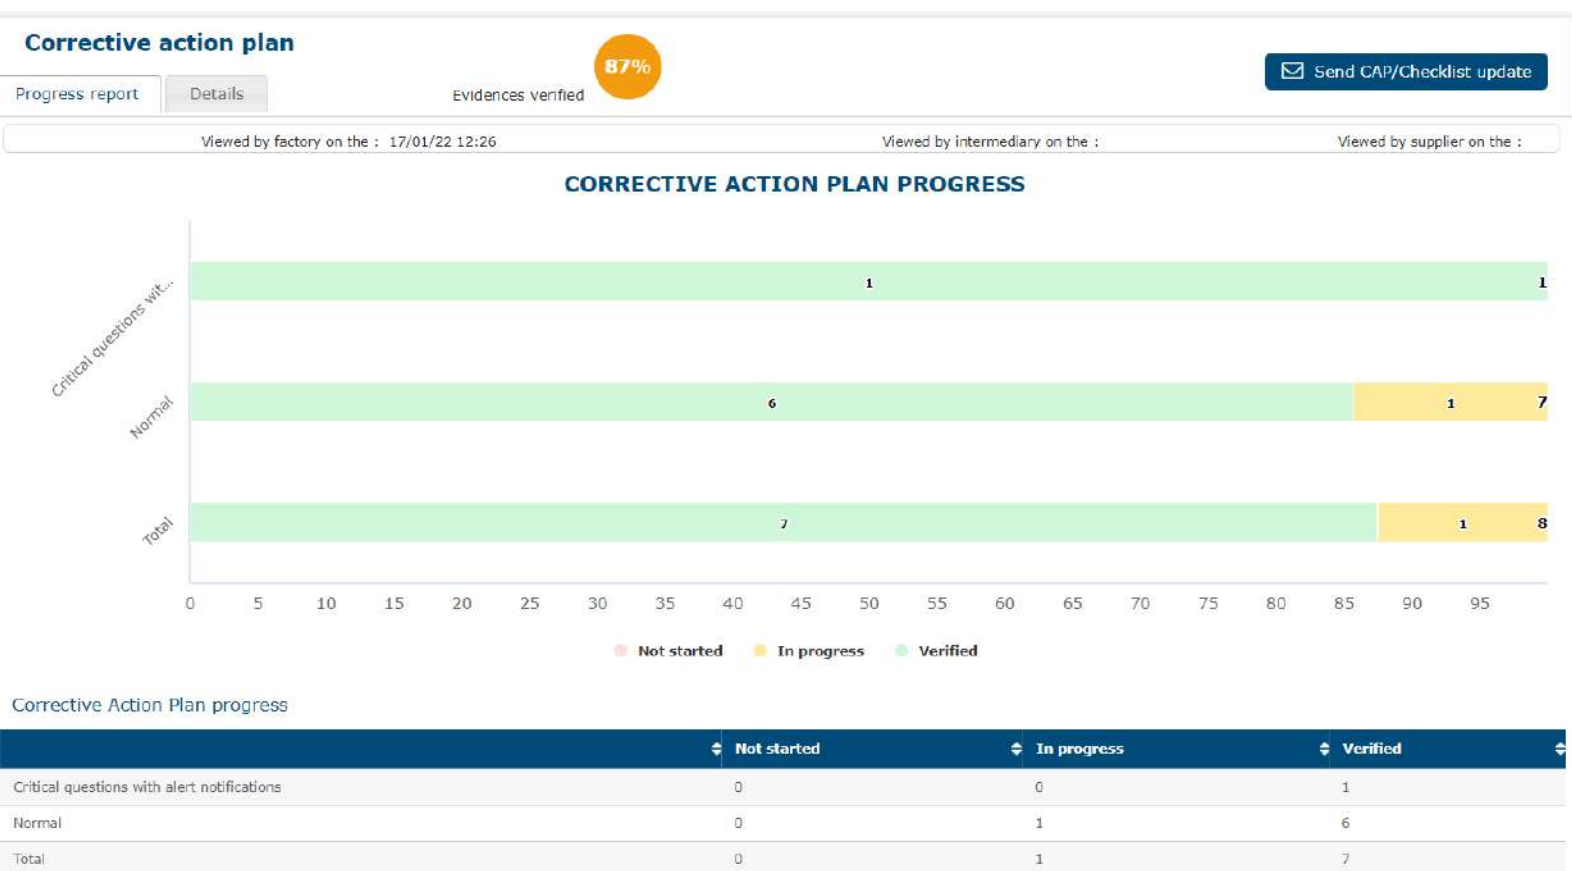 Corrective action plan
87%
Send CAP/Checklist update
Progress report
Details
Evidences verified
Viewed by factory on the : 17/01/22 12:26
Viewed by intermediary on the :
Viewed by supplier on the :
CORRECTIVE ACTION PLAN PROGRESS
Critical questions wit...
1
1
Normal
6
1
7
Total
7
1
8
0 5 10 15 20 25 30 35 40 45 50 55 60 65 70 75 80 85 90 95
Not started In progress Verified
Corrective Action Plan progress
Not started In progress Verified
Critical questions with alert notifications 0 0 1
Normal 0 1 6
Total 0 1 7